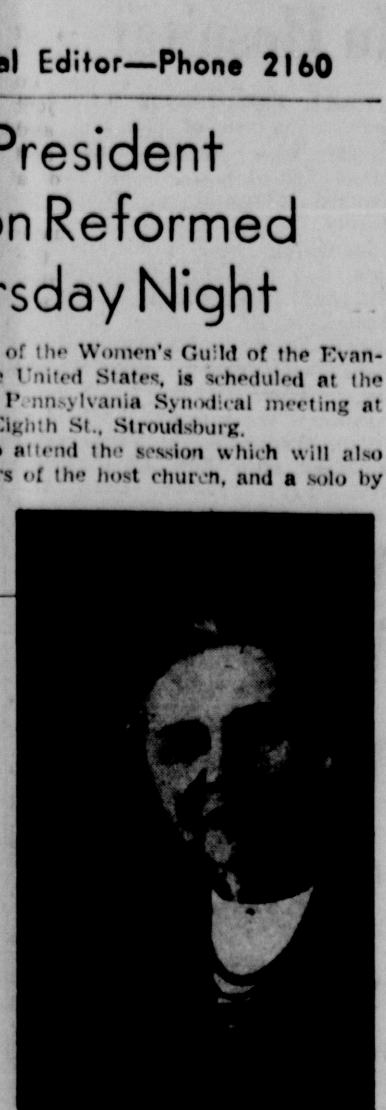 al Editor—Phone 2160
President
on Reformed
rsday Night
of the Women's Guild of the Evan-
e United States, is scheduled at the
Pennsylvania Synodical meeting at
Eighth St., Stroudsburg.
o attend the session which will also
rs of the host church, and a solo by